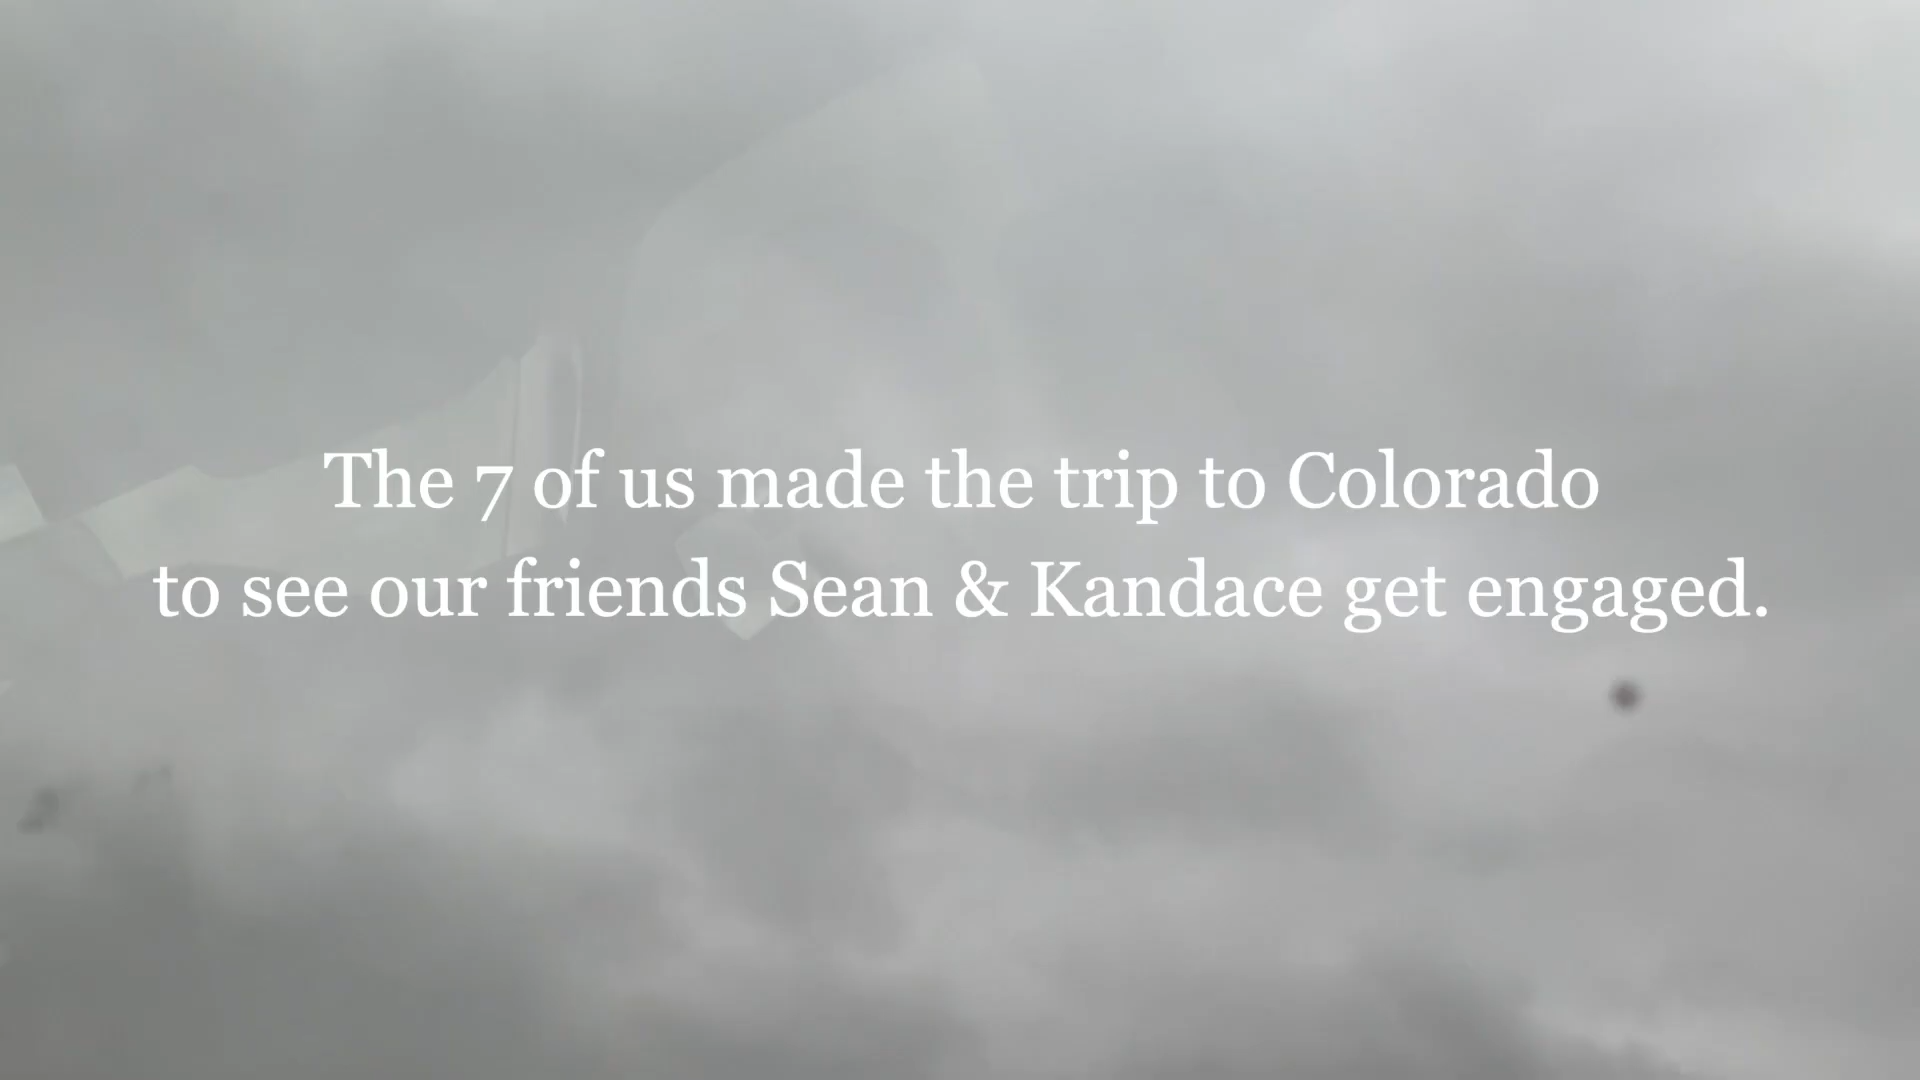 The 7 of us made the trip to Colorado
to see our friends Sean & Kandace get engaged.